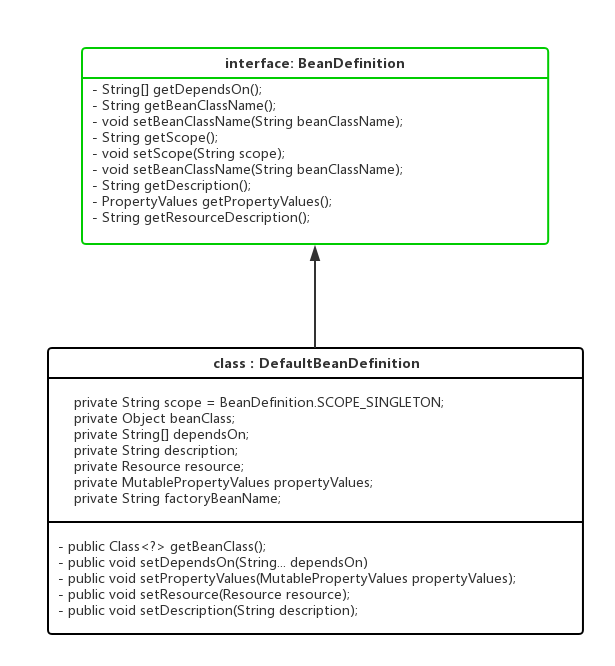 interface: BeanDefinition
- String[] getDependsOn();
- String getBeanClassName();
- void setBeanClassName(String beanClassName);
- String getScope();
- void setScope(String scope);
- void setBeanClassName(String beanClassName);
- String getDescription();
- PropertyValues getPropertyValues();
- String getResourceDescription();
class : DefaultBeanDefinition
private String scope = BeanDefinition.SCOPE_SINGLETON;
private Object beanClass;
private String[] dependsOn;
private String description;
private Resource resource;
private MutablePropertyValues propertyValues;
private String factoryBeanName;
- public Class<?> getBeanClass();
- public void setDependsOn(String... dependsOn)
- public void setPropertyValues(MutablePropertyValues propertyValues);
- public void setResource(Resource resource);
- public void setDescription(String description);